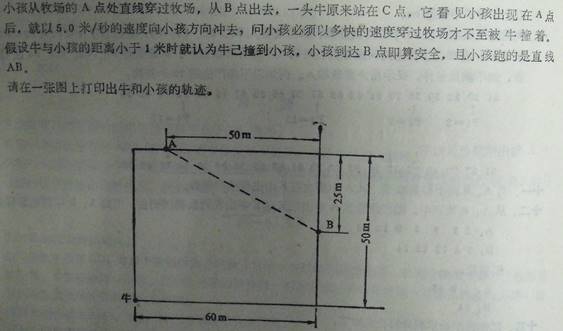 小孩从牧场的 A 点处直线穿过牧场，从 B 点出去，一头牛原来站在 C 点，它看见小孩出现在 A 点
后，就以 5.0 米/秒的速度向小孩方向冲去，问小孩必须以多快的速度穿过牧场才不至被牛撞着.
假设牛与小孩的距离小于 1 米时就认为牛己撞到小孩，小孩到达 B 点即算安全，且小孩跑的是直线
AB。
请在一张图上打印出牛和小孩的轨迹。
50m
A
25m
B
50m
牛
60m